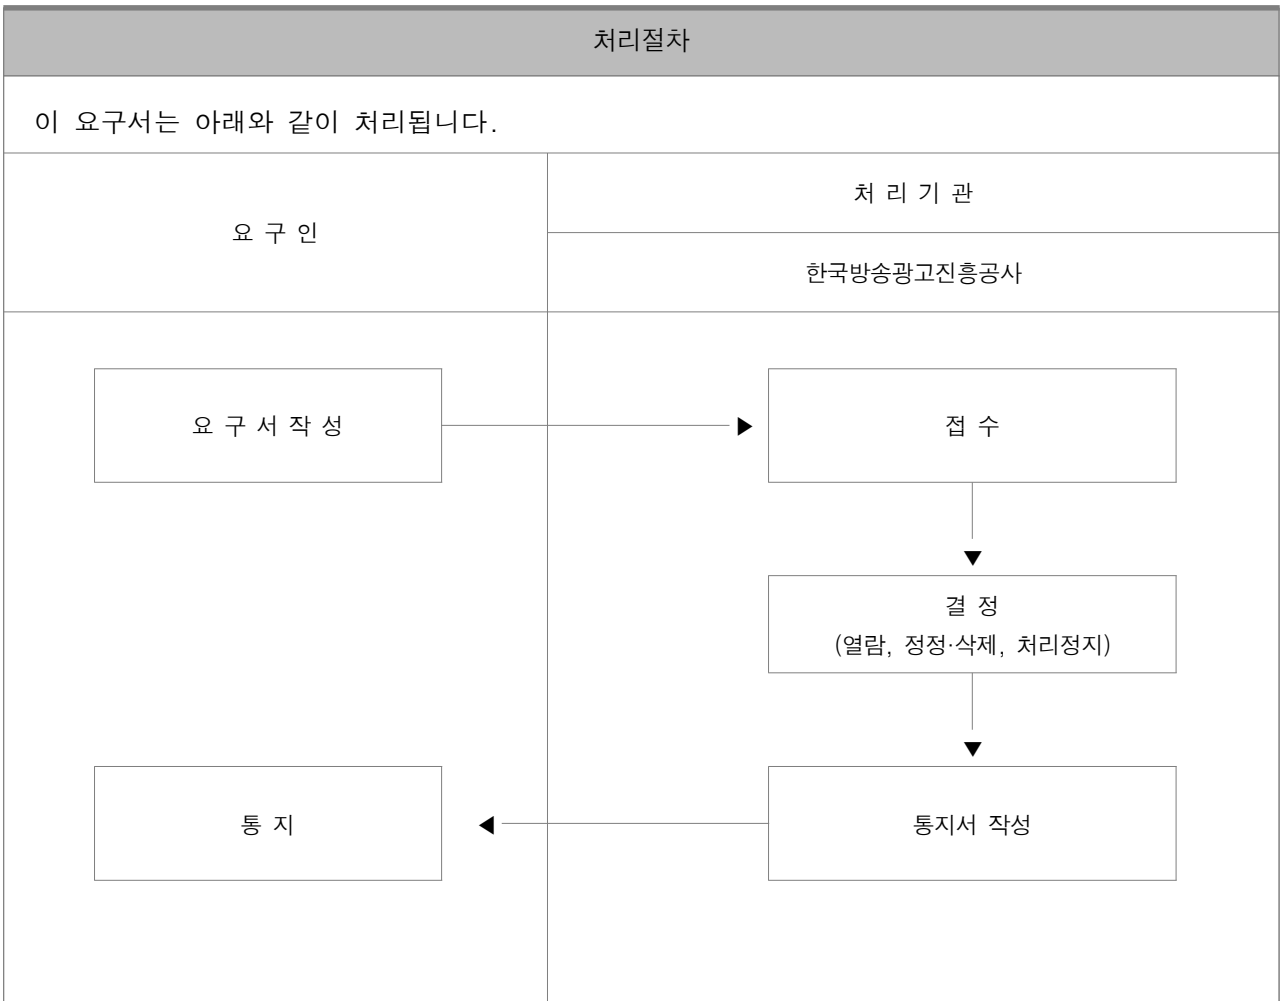 처리절차
이 요구서는 아래와 같이 처리됩니다.
요 구 인
처 리 기 관
한국방송광고진흥공사
요 구 서 작 성
▶
접 수
▼
결 정
(열람, 정정·삭제, 처리정지)
▼
통 지
◀
통지서 작성